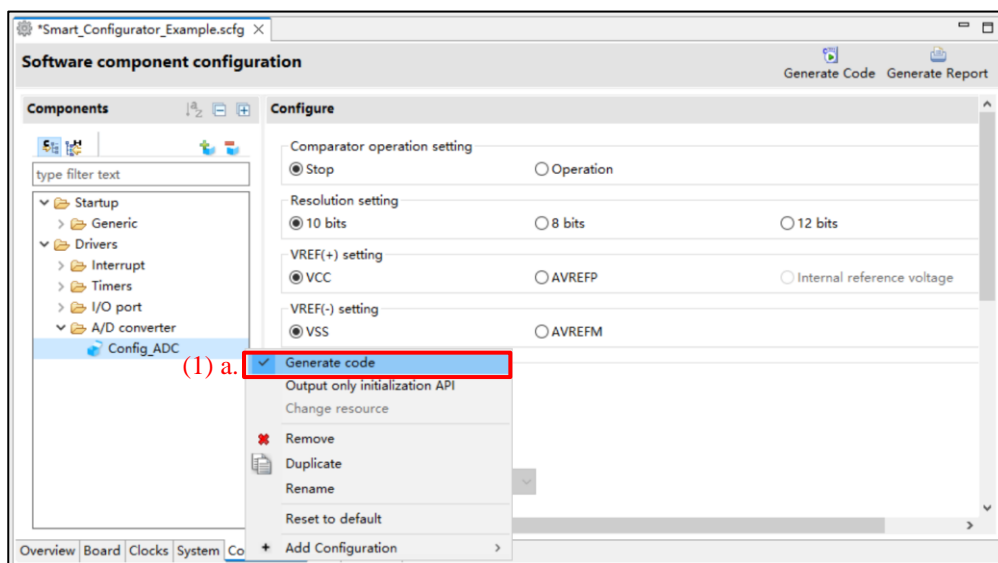 *Smart_Configurator_Example.scfg
Software component configuration
Generate Code Generate Report
Components
Configure
type filter text
Startup
Generic
Drivers
Interrupt
Timers
I/O port
A/D converter
Config_ADC
Comparator operation setting
Stop Operation
Resolution setting
10 bits 8 bits 12 bits
VREF(+) setting
VCC AVREFP Internal reference voltage
VREF(-) setting
VSS AVREFM
(1) a.
Generate code
Output only initialization API
Change resource
Remove
Duplicate
Rename
Reset to default
Add Configuration
Overview Board Clocks System Co